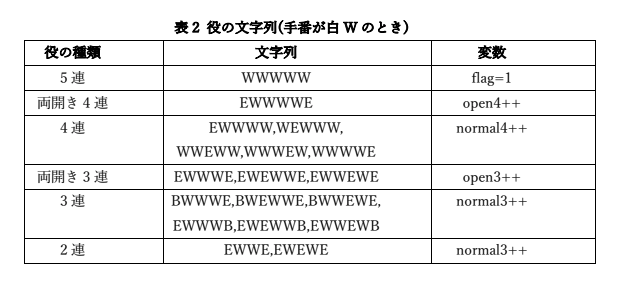 表2 役の文字列(手番が白Wのとき)
役の種類 文字列 変数
5連 WWWWW flag=1
両開き4連 EWWWWE open4++
4連 EWWWW,WEWWW, normal4++
WWEWW,WWWEW,WWWWE
両開き3連 EWWWE,EWEWWE,EWWEWE open3++
3連 BWWWE,BWEWWE,BWWEWE, normal3++
EWWWB,EWEWWB,EWWEWB
2連 EWWE,EWEWE normal3++